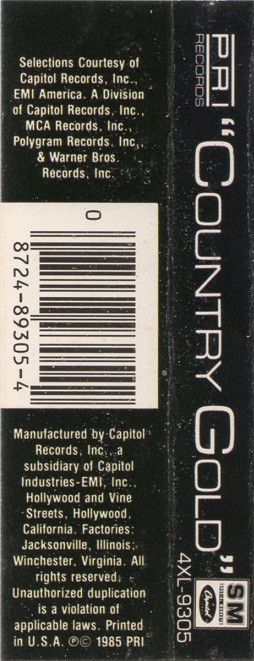 Selections Courtesy of
Capitol Records, Inc.,
EMI America. A Division
of Capitol Records, Inc.,
MCA Records, Inc.,
Polygram Records, Inc.,
& Warner Bros.
Records, Inc.
0
8724-89305-4
Manufactured by Capitol
Records, Inc., a
subsidiary of Capitol
Industries-EMI, Inc.,
Hollywood and Vine
Streets, Hollywood,
California. Factories:
Jacksonville, Illinois;
Winchester, Virginia. All
rights reserved.
Unauthorized duplication
is a violation of
applicable laws. Printed
in U.S.A. ℗© 1985 PRI
PRI
RECORDS
"COUNTRY GOLD"
4XL-9305
SM
Capitol